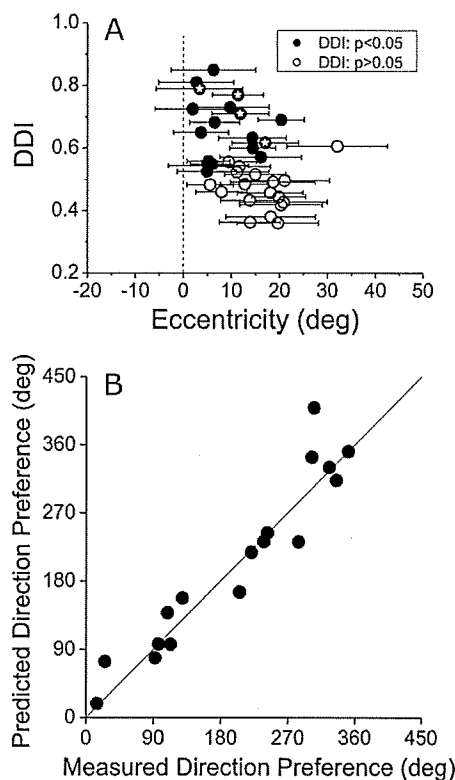 A
● DDI: p<0.05
○ DDI: p>0.05
1.0
0.8
0.6
0.4
0.2
DDI
-20 -10 0 10 20 30 40 50
Eccentricity (deg)
B
450
360
270
180
90
0
Predicted Direction Preference (deg)
0 90 180 270 360 450
Measured Direction Preference (deg)